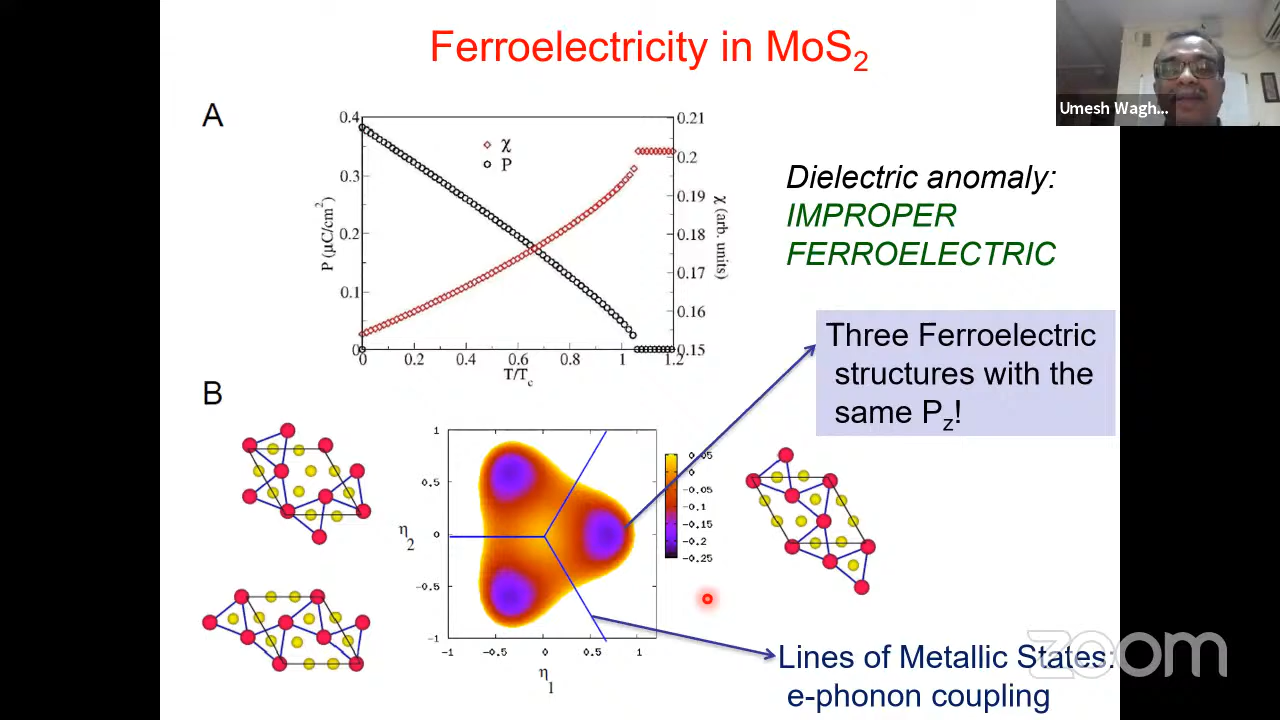 Ferroelectricity in MoS₂
Umesh Wagh...
A
0.4
0.3
0.2
0.1
0
P (μC/cm²)
χ
P
0.21
0.2
0.19
0.18
0.17
0.16
0.15
χ (arb. units)
0 0.2 0.4 0.6 0.8 1 1.2
T/Tc
Dielectric anomaly:
IMPROPER
FERROELECTRIC
Three Ferroelectric
structures with the
same Pz!
B
1
0.5
0
−0.5
−1
η₂
-1 -0.5 0 0.5 1
η₁
0.05
0
−0.05
−0.1
−0.15
−0.2
−0.25
Lines of Metallic States:
e-phonon coupling
zoom